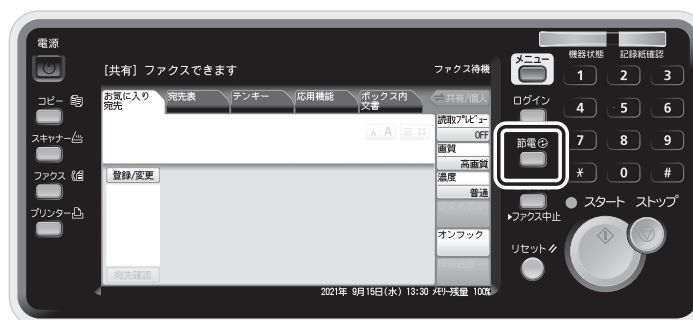 電源
コピー
スキャナー
ファクス
プリンター
[共有] ファクスできます
ファクス待機
お気に入り
宛先
宛先表
テンキー
応用機能
ボックス内
文書
共有/個人
A A
読取プレビュー
OFF
画質
高画質
濃度
普通
オンフック
登録/変更
宛先確認
2021年 9月15日(水) 13:30 メモリー残量 100%
メニュー
機器状態 記録紙確認
ログイン
節電
ファクス中止
リセット
1 2 3
4 5 6
7 8 9
* 0 #
スタート ストップ